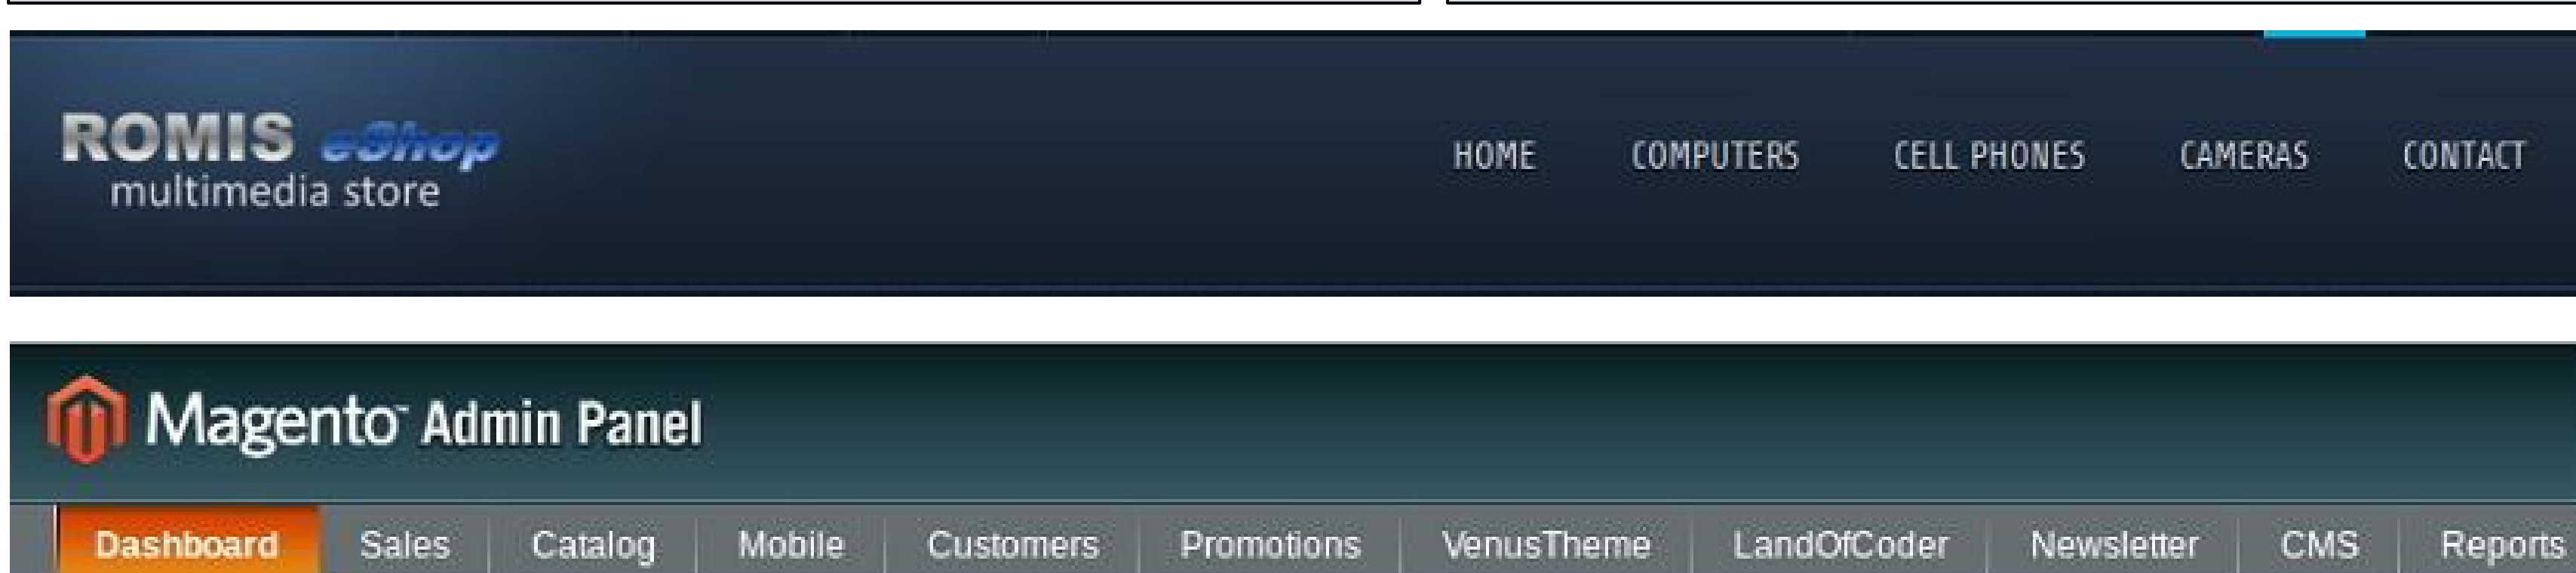 ROMIS eShop
multimedia store
HOME COMPUTERS CELL PHONES CAMERAS CONTACT
Magento™ Admin Panel
Dashboard Sales Catalog Mobile Customers Promotions VenusTheme LandOfCoder Newsletter CMS Reports